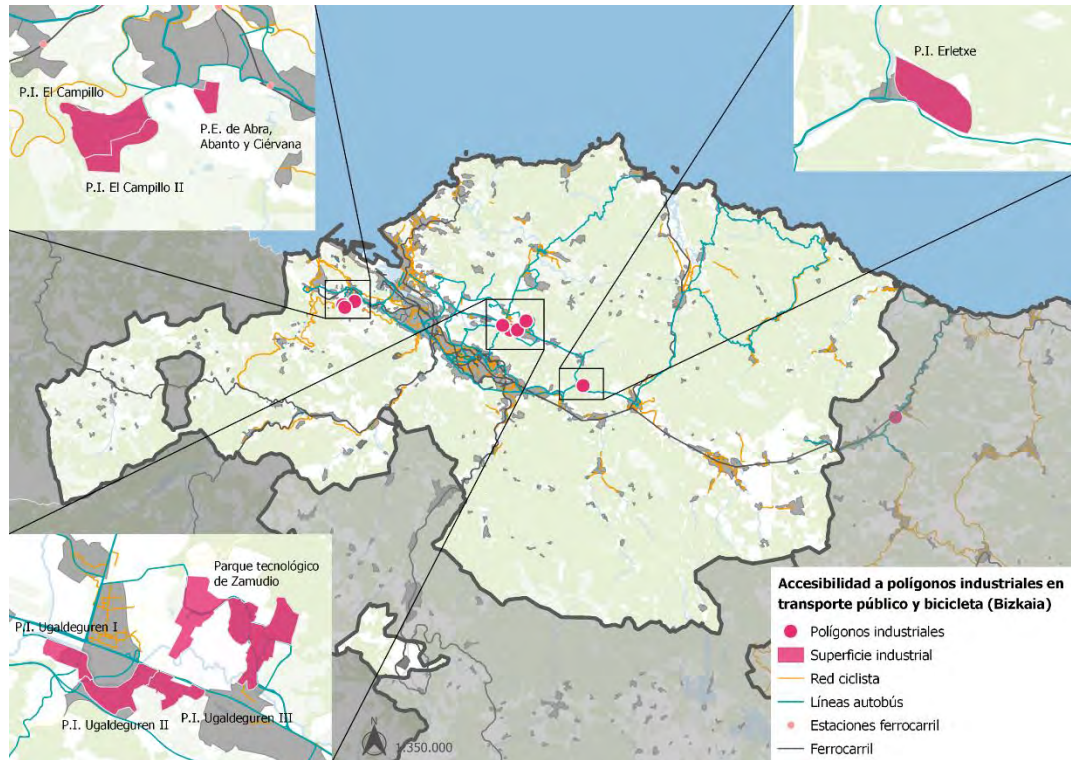 P.I. El Campillo
P.E. de Abra,
Abanto y Ciérvana
P.I. El Campillo II
P.I. Erletxe
Parque tecnológico
de Zamudio
P.I. Ugaldeguren I
P.I. Ugaldeguren II
P.I. Ugaldeguren III
N
1:350.000
Accesibilidad a polígonos industriales en
transporte público y bicicleta (Bizkaia)
Polígonos industriales
Superficie industrial
Red ciclista
Líneas autobús
Estaciones ferrocarril
Ferrocarril